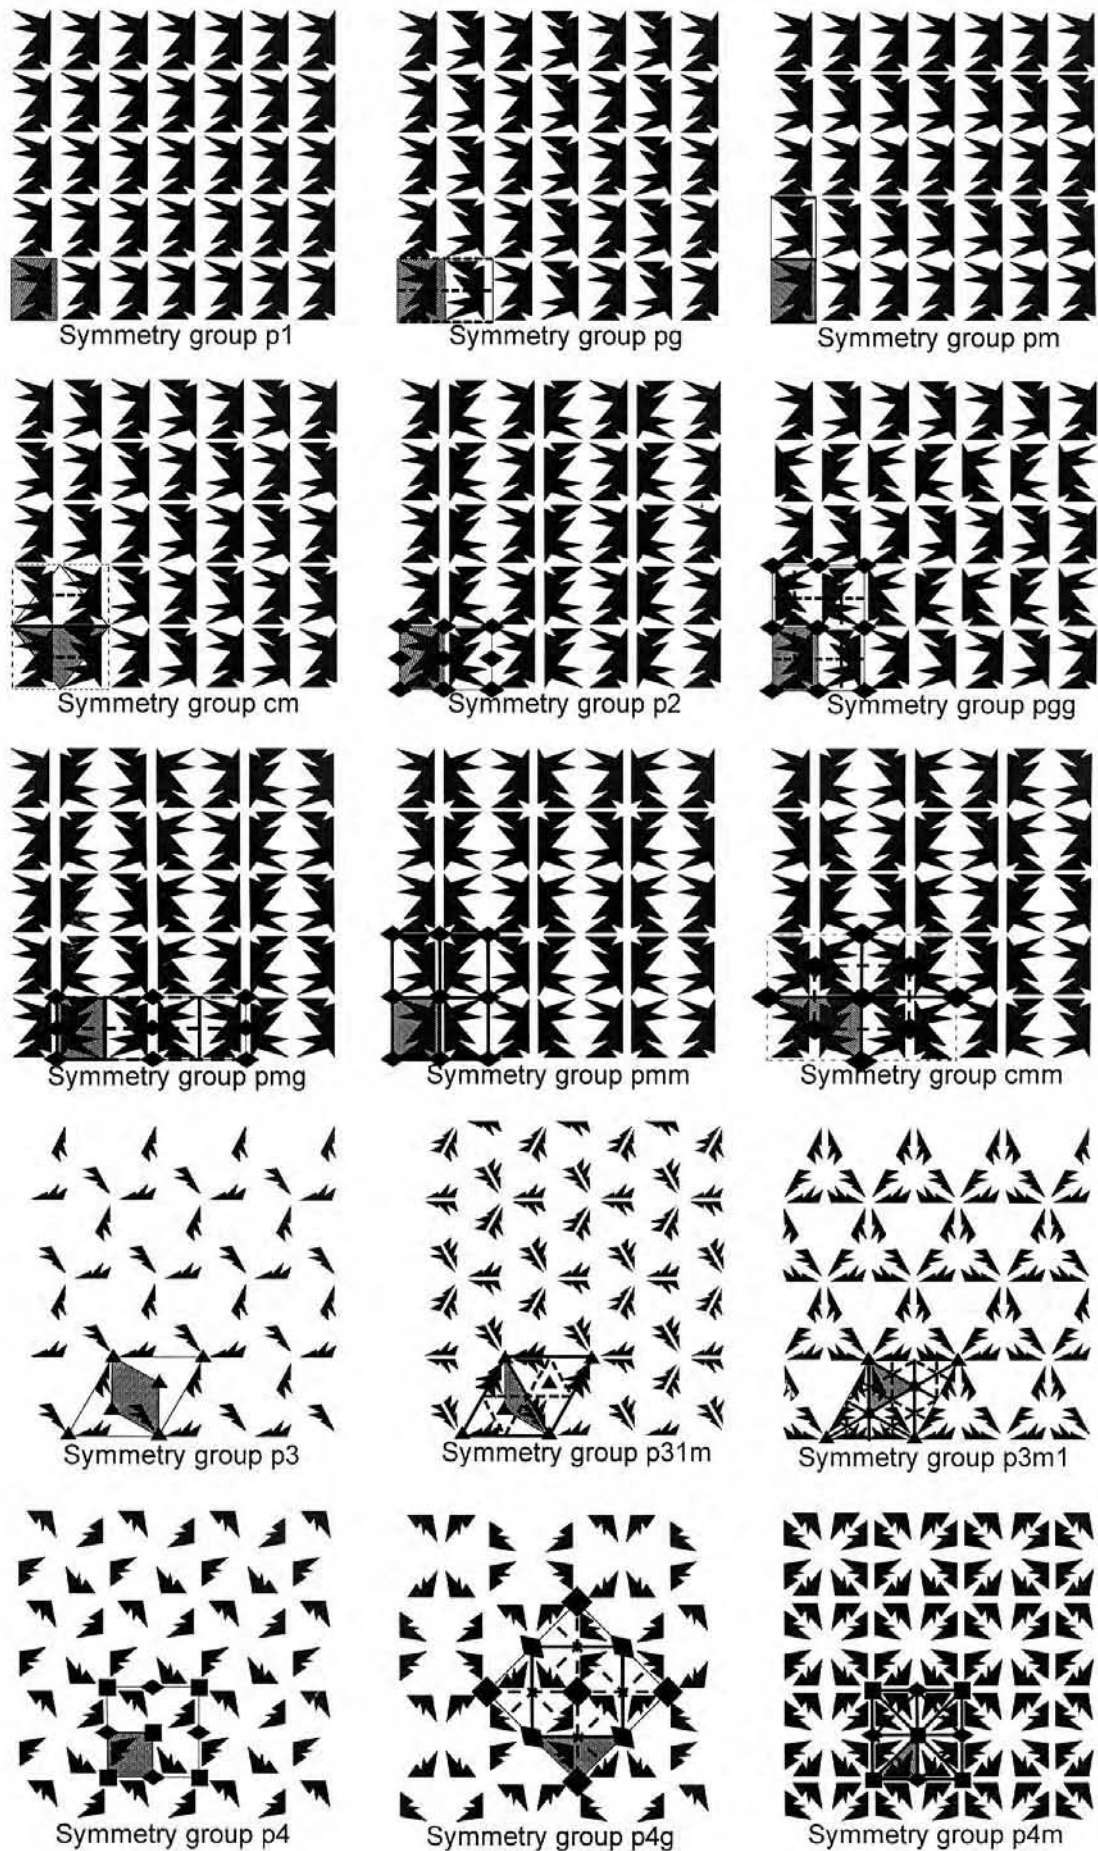 Symmetry group p1
Symmetry group pg
Symmetry group pm
Symmetry group cm
Symmetry group p2
Symmetry group pgg
Symmetry group pmg
Symmetry group pmm
Symmetry group cmm
Symmetry group p3
Symmetry group p31m
Symmetry group p3m1
Symmetry group p4
Symmetry group p4g
Symmetry group p4m